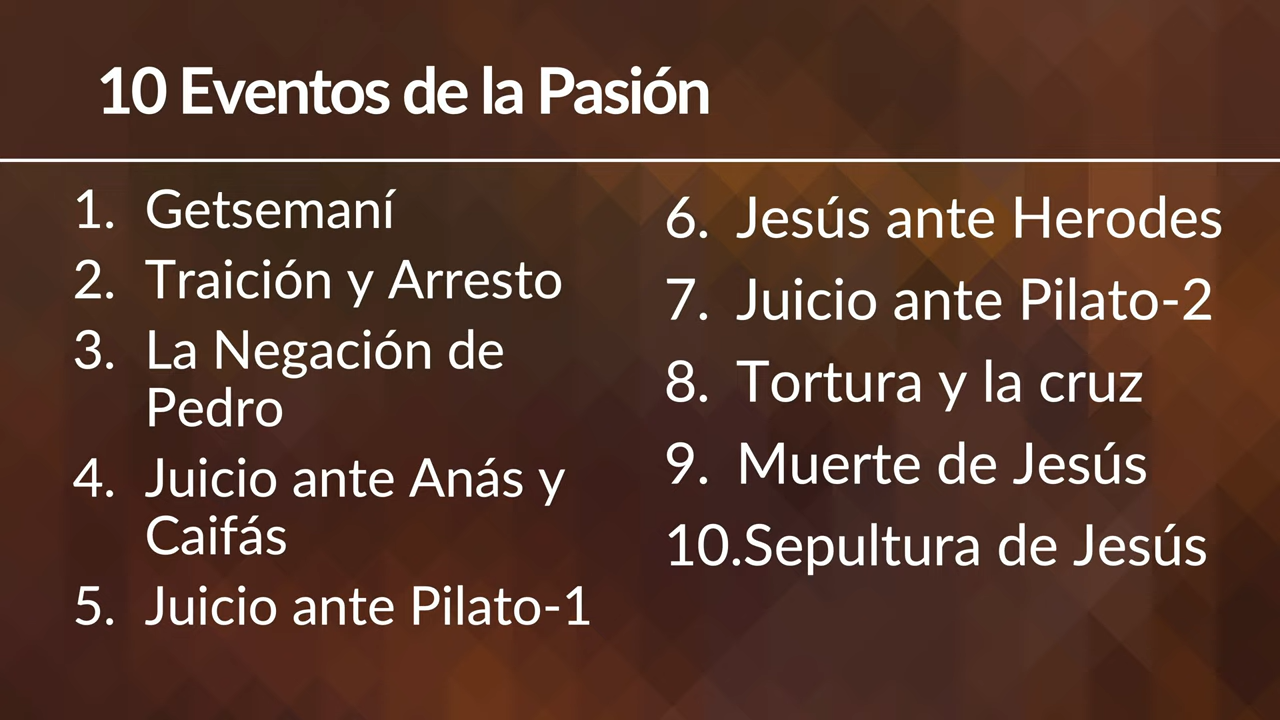 10 Eventos de la Pasión
1. Getsemaní
2. Traición y Arresto
3. La Negación de
Pedro
4. Juicio ante Anás y
Caifás
5. Juicio ante Pilato-1
6. Jesús ante Herodes
7. Juicio ante Pilato-2
8. Tortura y la cruz
9. Muerte de Jesús
10.Sepultura de Jesús